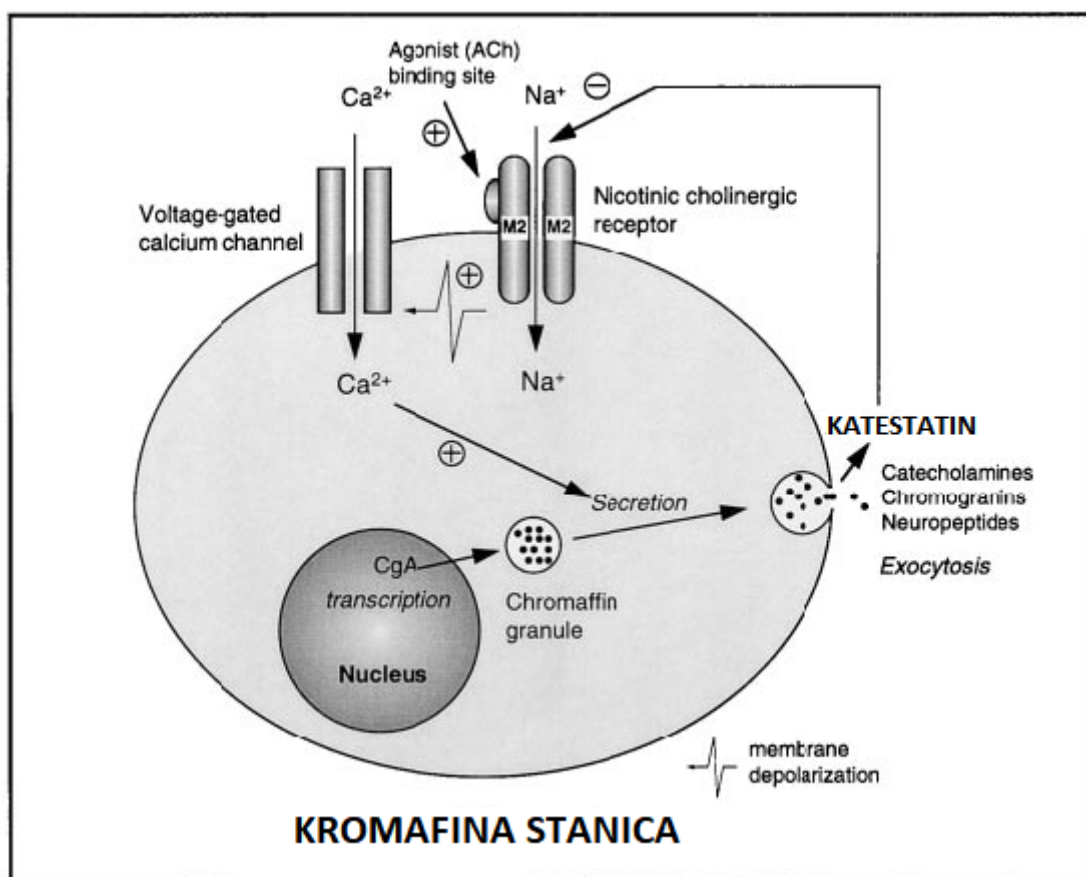 Agonist (ACh)
binding site
Ca²⁺
Na⁺
⊖
⊕
Voltage-gated
calcium channel
M2
M2
Nicotinic cholinergic
receptor
⊕
Ca²⁺
Na⁺
⊕
KATESTATIN
Catecholamines
Chromogranins
Neuropeptides
Exocytosis
Secretion
CgA
transcription
Nucleus
Chromaffin
granule
membrane
depolarization
KROMAFINA STANICA